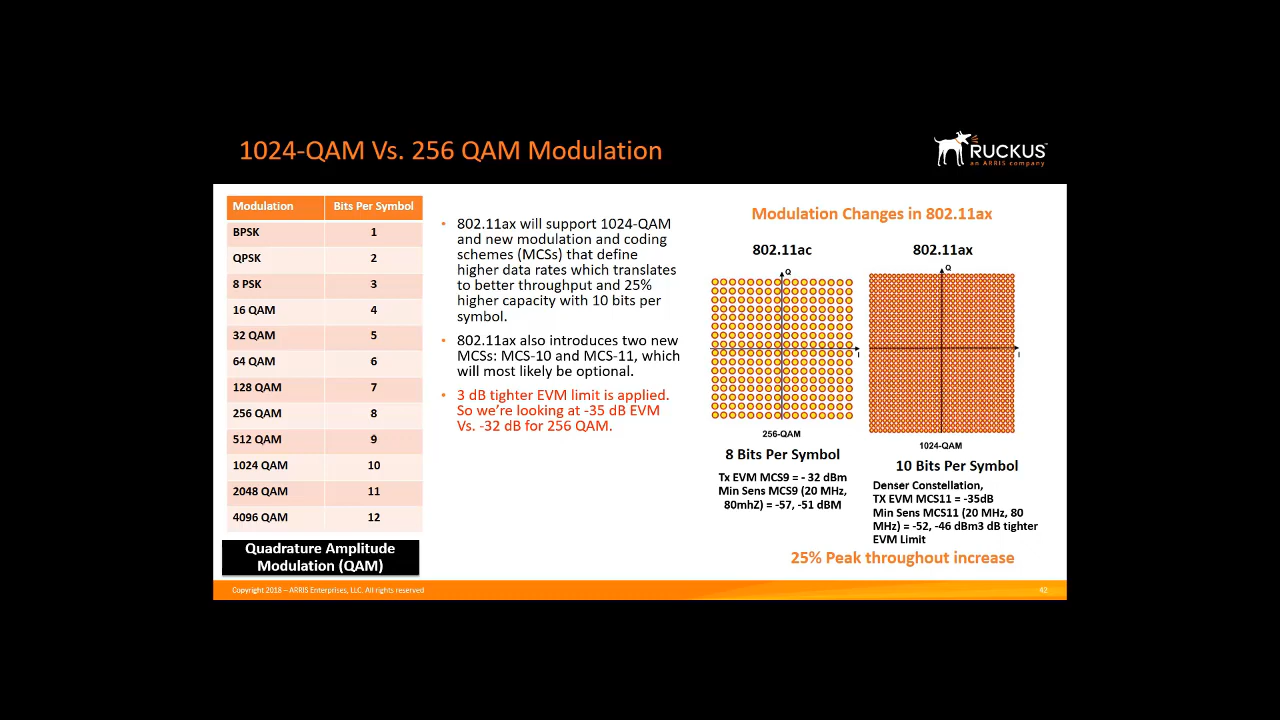 1024-QAM Vs. 256 QAM Modulation
RUCKUS
an ARRIS company
Modulation Bits Per Symbol
BPSK 1
QPSK 2
8 PSK 3
16 QAM 4
32 QAM 5
64 QAM 6
128 QAM 7
256 QAM 8
512 QAM 9
1024 QAM 10
2048 QAM 11
4096 QAM 12
Quadrature Amplitude
Modulation (QAM)
• 802.11ax will support 1024-QAM
and new modulation and coding
schemes (MCSs) that define
higher data rates which translates
to better throughput and 25%
higher capacity with 10 bits per
symbol.
• 802.11ax also introduces two new
MCSs: MCS-10 and MCS-11, which
will most likely be optional.
• 3 dB tighter EVM limit is applied.
So we’re looking at -35 dB EVM
Vs. -32 dB for 256 QAM.
Modulation Changes in 802.11ax
802.11ac
Q
I
256-QAM
8 Bits Per Symbol
Tx EVM MCS9 = - 32 dBm
Min Sens MCS9 (20 MHz,
80mhZ) = -57, -51 dBM
802.11ax
Q
I
1024-QAM
10 Bits Per Symbol
Denser Constellation,
TX EVM MCS11 = -35dB
Min Sens MCS11 (20 MHz, 80
MHz) = -52, -46 dBm3 dB tighter
EVM Limit
25% Peak throughout increase
Copyright 2018 – ARRIS Enterprises, LLC. All rights reserved
42